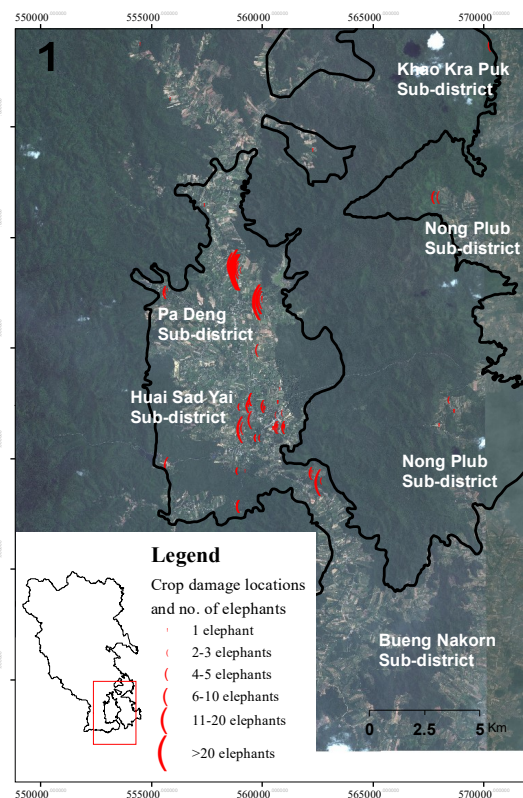 550000 555000 560000 565000 570000
1
Khao Kra Puk
Sub-district
Nong Plub
Sub-district
Pa Deng
Sub-district
Huai Sad Yai
Sub-district
Nong Plub
Sub-district
Legend
Crop damage locations
and no. of elephants
1 elephant
2-3 elephants
4-5 elephants
6-10 elephants
11-20 elephants
>20 elephants
Bueng Nakorn
Sub-district
0 2.5 5 Km
550000 555000 560000 565000 570000